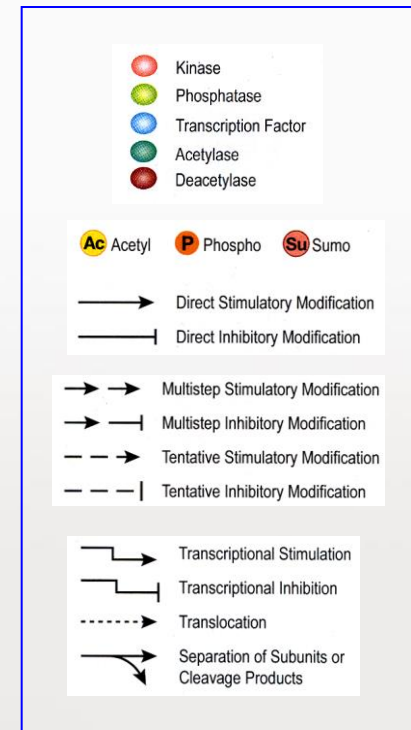 Kinase
Phosphatase
Transcription Factor
Acetylase
Deacetylase
Ac Acetyl P Phospho Su Sumo
Direct Stimulatory Modification
Direct Inhibitory Modification
Multistep Stimulatory Modification
Multistep Inhibitory Modification
Tentative Stimulatory Modification
Tentative Inhibitory Modification
Transcriptional Stimulation
Transcriptional Inhibition
Translocation
Separation of Subunits or
Cleavage Products